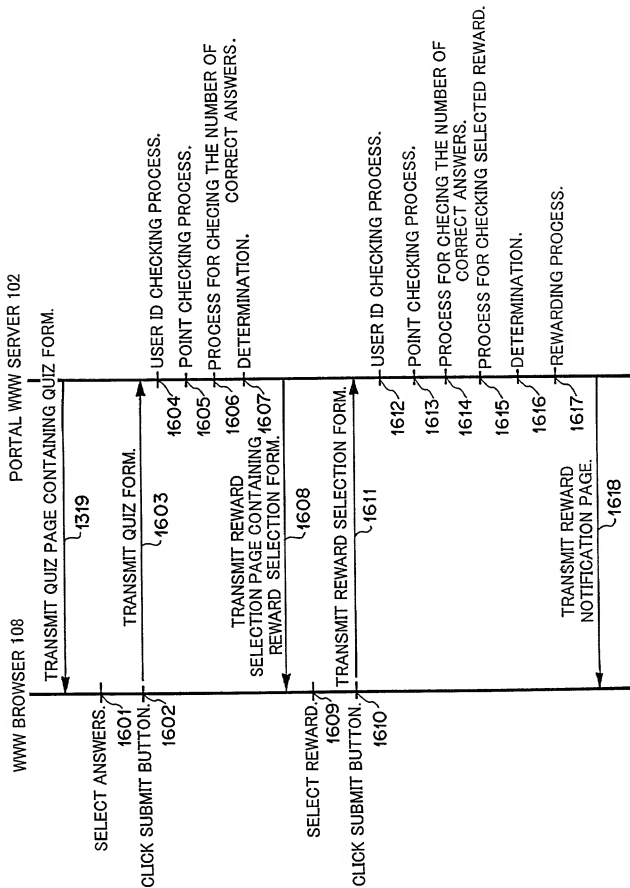 WWW BROWSER 108
PORTAL WWW SERVER 102
TRANSMIT QUIZ PAGE CONTAINING QUIZ FORM.
1319
SELECT ANSWERS.
1601
CLICK SUBMIT BUTTON.
1602
TRANSMIT QUIZ FORM.
1603
USER ID CHECKING PROCESS.
1604
POINT CHECKING PROCESS.
1605
PROCESS FOR CHECING THE NUMBER OF
CORRECT ANSWERS.
1606
DETERMINATION.
1607
TRANSMIT REWARD
SELECTION PAGE CONTAINING
REWARD SELECTION FORM.
1608
SELECT REWARD.
1609
CLICK SUBMIT BUTTON.
1610
TRANSMIT REWARD SELECTION FORM.
1611
USER ID CHECKING PROCESS.
1612
POINT CHECKING PROCESS.
1613
PROCESS FOR CHECING THE NUMBER OF
CORRECT ANSWERS.
1614
PROCESS FOR CHECKING SELECTED REWARD.
1615
DETERMINATION.
1616
REWARDING PROCESS.
1617
TRANSMIT REWARD
NOTIFICATION PAGE.
1618